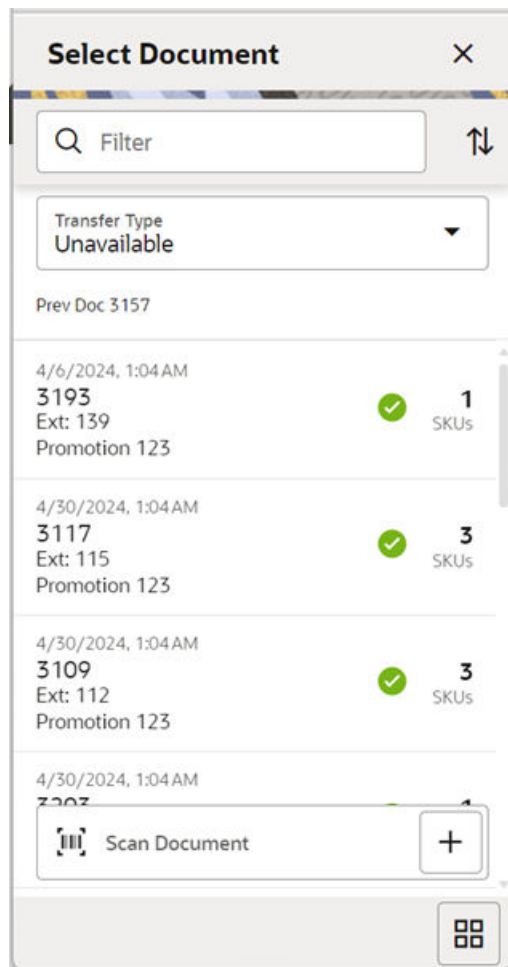 Select Document
Filter
Transfer Type
Unavailable
Prev Doc 3157
4/6/2024, 1:04 AM
3193
1
Ext: 139
SKUs
Promotion 123
4/30/2024, 1:04 AM
3117
3
Ext: 115
SKUs
Promotion 123
4/30/2024, 1:04 AM
3109
3
Ext: 112
SKUs
Promotion 123
4/30/2024, 1:04 AM
Scan Document